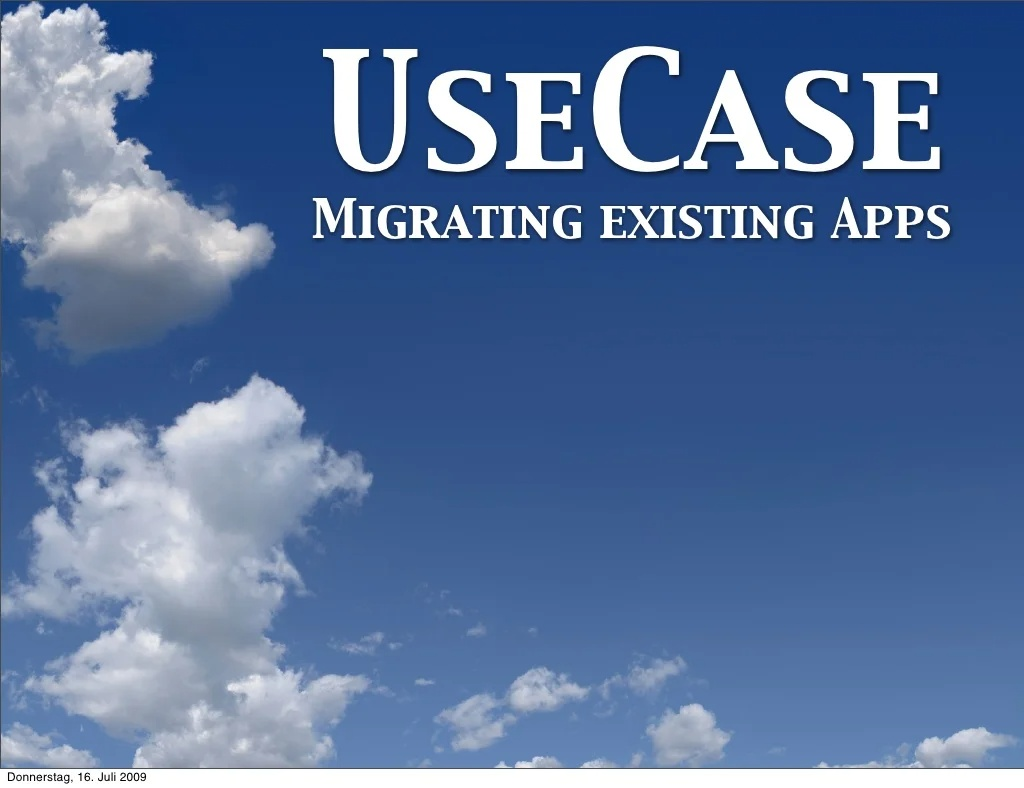 UseCase
Migrating existing Apps
Donnerstag, 16. Juli 2009